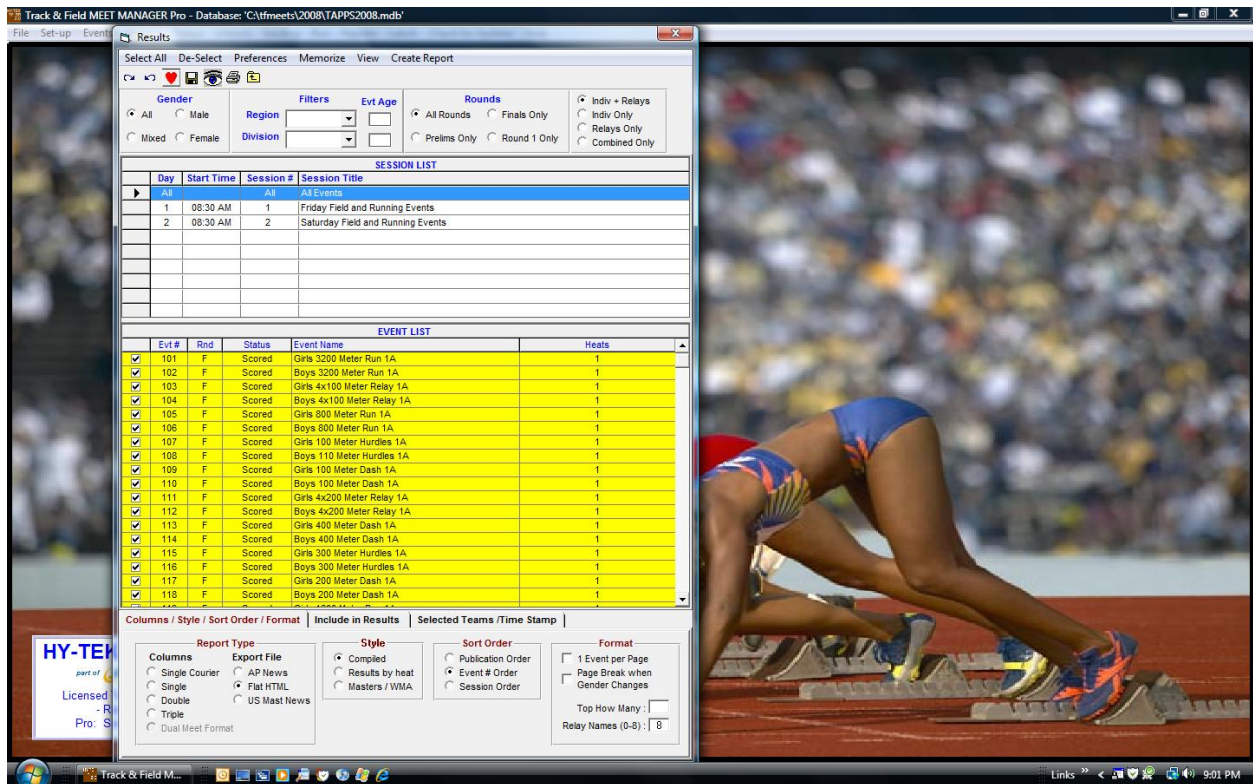 Track & Field MEET MANAGER Pro - Database: 'C:\tfmeets\2008\TAPPS2008.mdb'
File Set-up Events
Results
Select All De-Select Preferences Memorize View Create Report
Gender Filters Evt Age Rounds
All Male Region All Rounds Finals Only
Mixed Female Division Prelims Only Round 1 Only
Indiv + Relays
Indiv Only
Relays Only
Combined Only
SESSION LIST
Day Start Time Session # Session Title
All All All Events
1 08:30 AM 1 Friday Field and Running Events
2 08:30 AM 2 Saturday Field and Running Events
EVENT LIST
Evt # Rnd Status Event Name Heats
101 F Scored Girls 3200 Meter Run 1A 1
102 F Scored Boys 3200 Meter Run 1A 1
103 F Scored Girls 4x100 Meter Relay 1A 1
104 F Scored Boys 4x100 Meter Relay 1A 1
105 F Scored Girls 800 Meter Run 1A 1
106 F Scored Boys 800 Meter Run 1A 1
107 F Scored Girls 100 Meter Hurdles 1A 1
108 F Scored Boys 110 Meter Hurdles 1A 1
109 F Scored Girls 100 Meter Dash 1A 1
110 F Scored Boys 100 Meter Dash 1A 1
111 F Scored Girls 4x200 Meter Relay 1A 1
112 F Scored Boys 4x200 Meter Relay 1A 1
113 F Scored Girls 400 Meter Dash 1A 1
114 F Scored Boys 400 Meter Dash 1A 1
115 F Scored Girls 300 Meter Hurdles 1A 1
116 F Scored Boys 300 Meter Hurdles 1A 1
117 F Scored Girls 200 Meter Dash 1A 1
118 F Scored Boys 200 Meter Dash 1A 1
Columns / Style / Sort Order / Format Include in Results Selected Teams /Time Stamp
Report Type
Columns Export File
Single Courier AP News
Single Flat HTML
Double US Mast News
Triple
Dual Meet Format
Style
Compiled
Results by heat
Masters / WMA
Sort Order
Publication Order
Event # Order
Session Order
Format
1 Event per Page
Page Break when
Gender Changes
Top How Many :
Relay Names (0-8) : 8
HY-TEK
part of
Licensed
- R
Pro: S
Track & Field M...
Links » < 9:01 PM